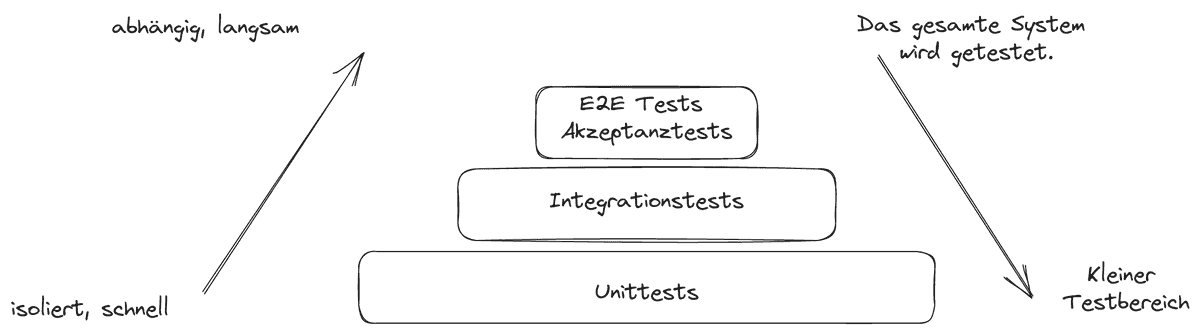 abhängig, langsam
Das gesamte System
wird getestet.
E2E Tests
Akzeptanztests
Integrationstests
Unittests
isoliert, schnell
Kleiner
Testbereich